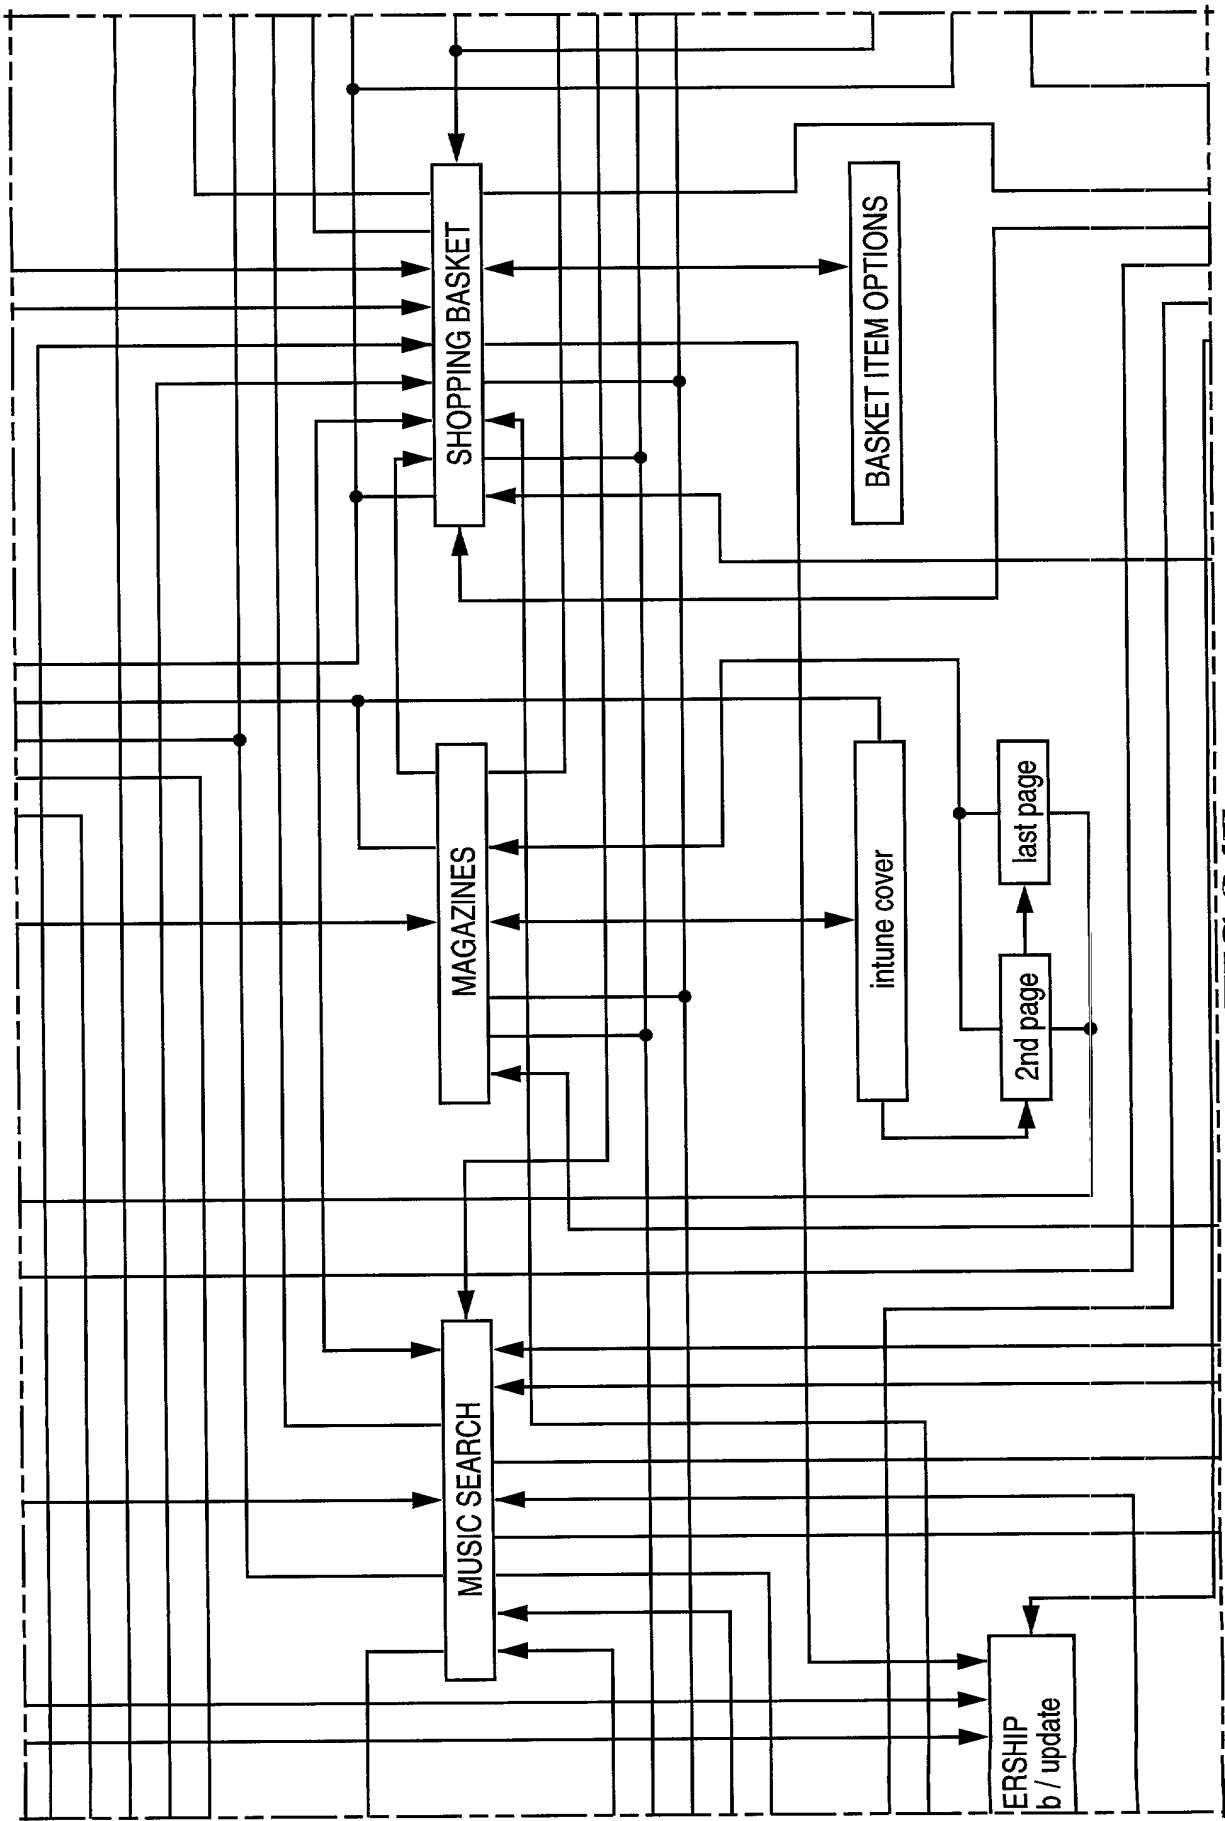 SHOPPING BASKET
BASKET ITEM OPTIONS
MAGAZINES
intune cover
last page
2nd page
MUSIC SEARCH
ERSHIP
b / update